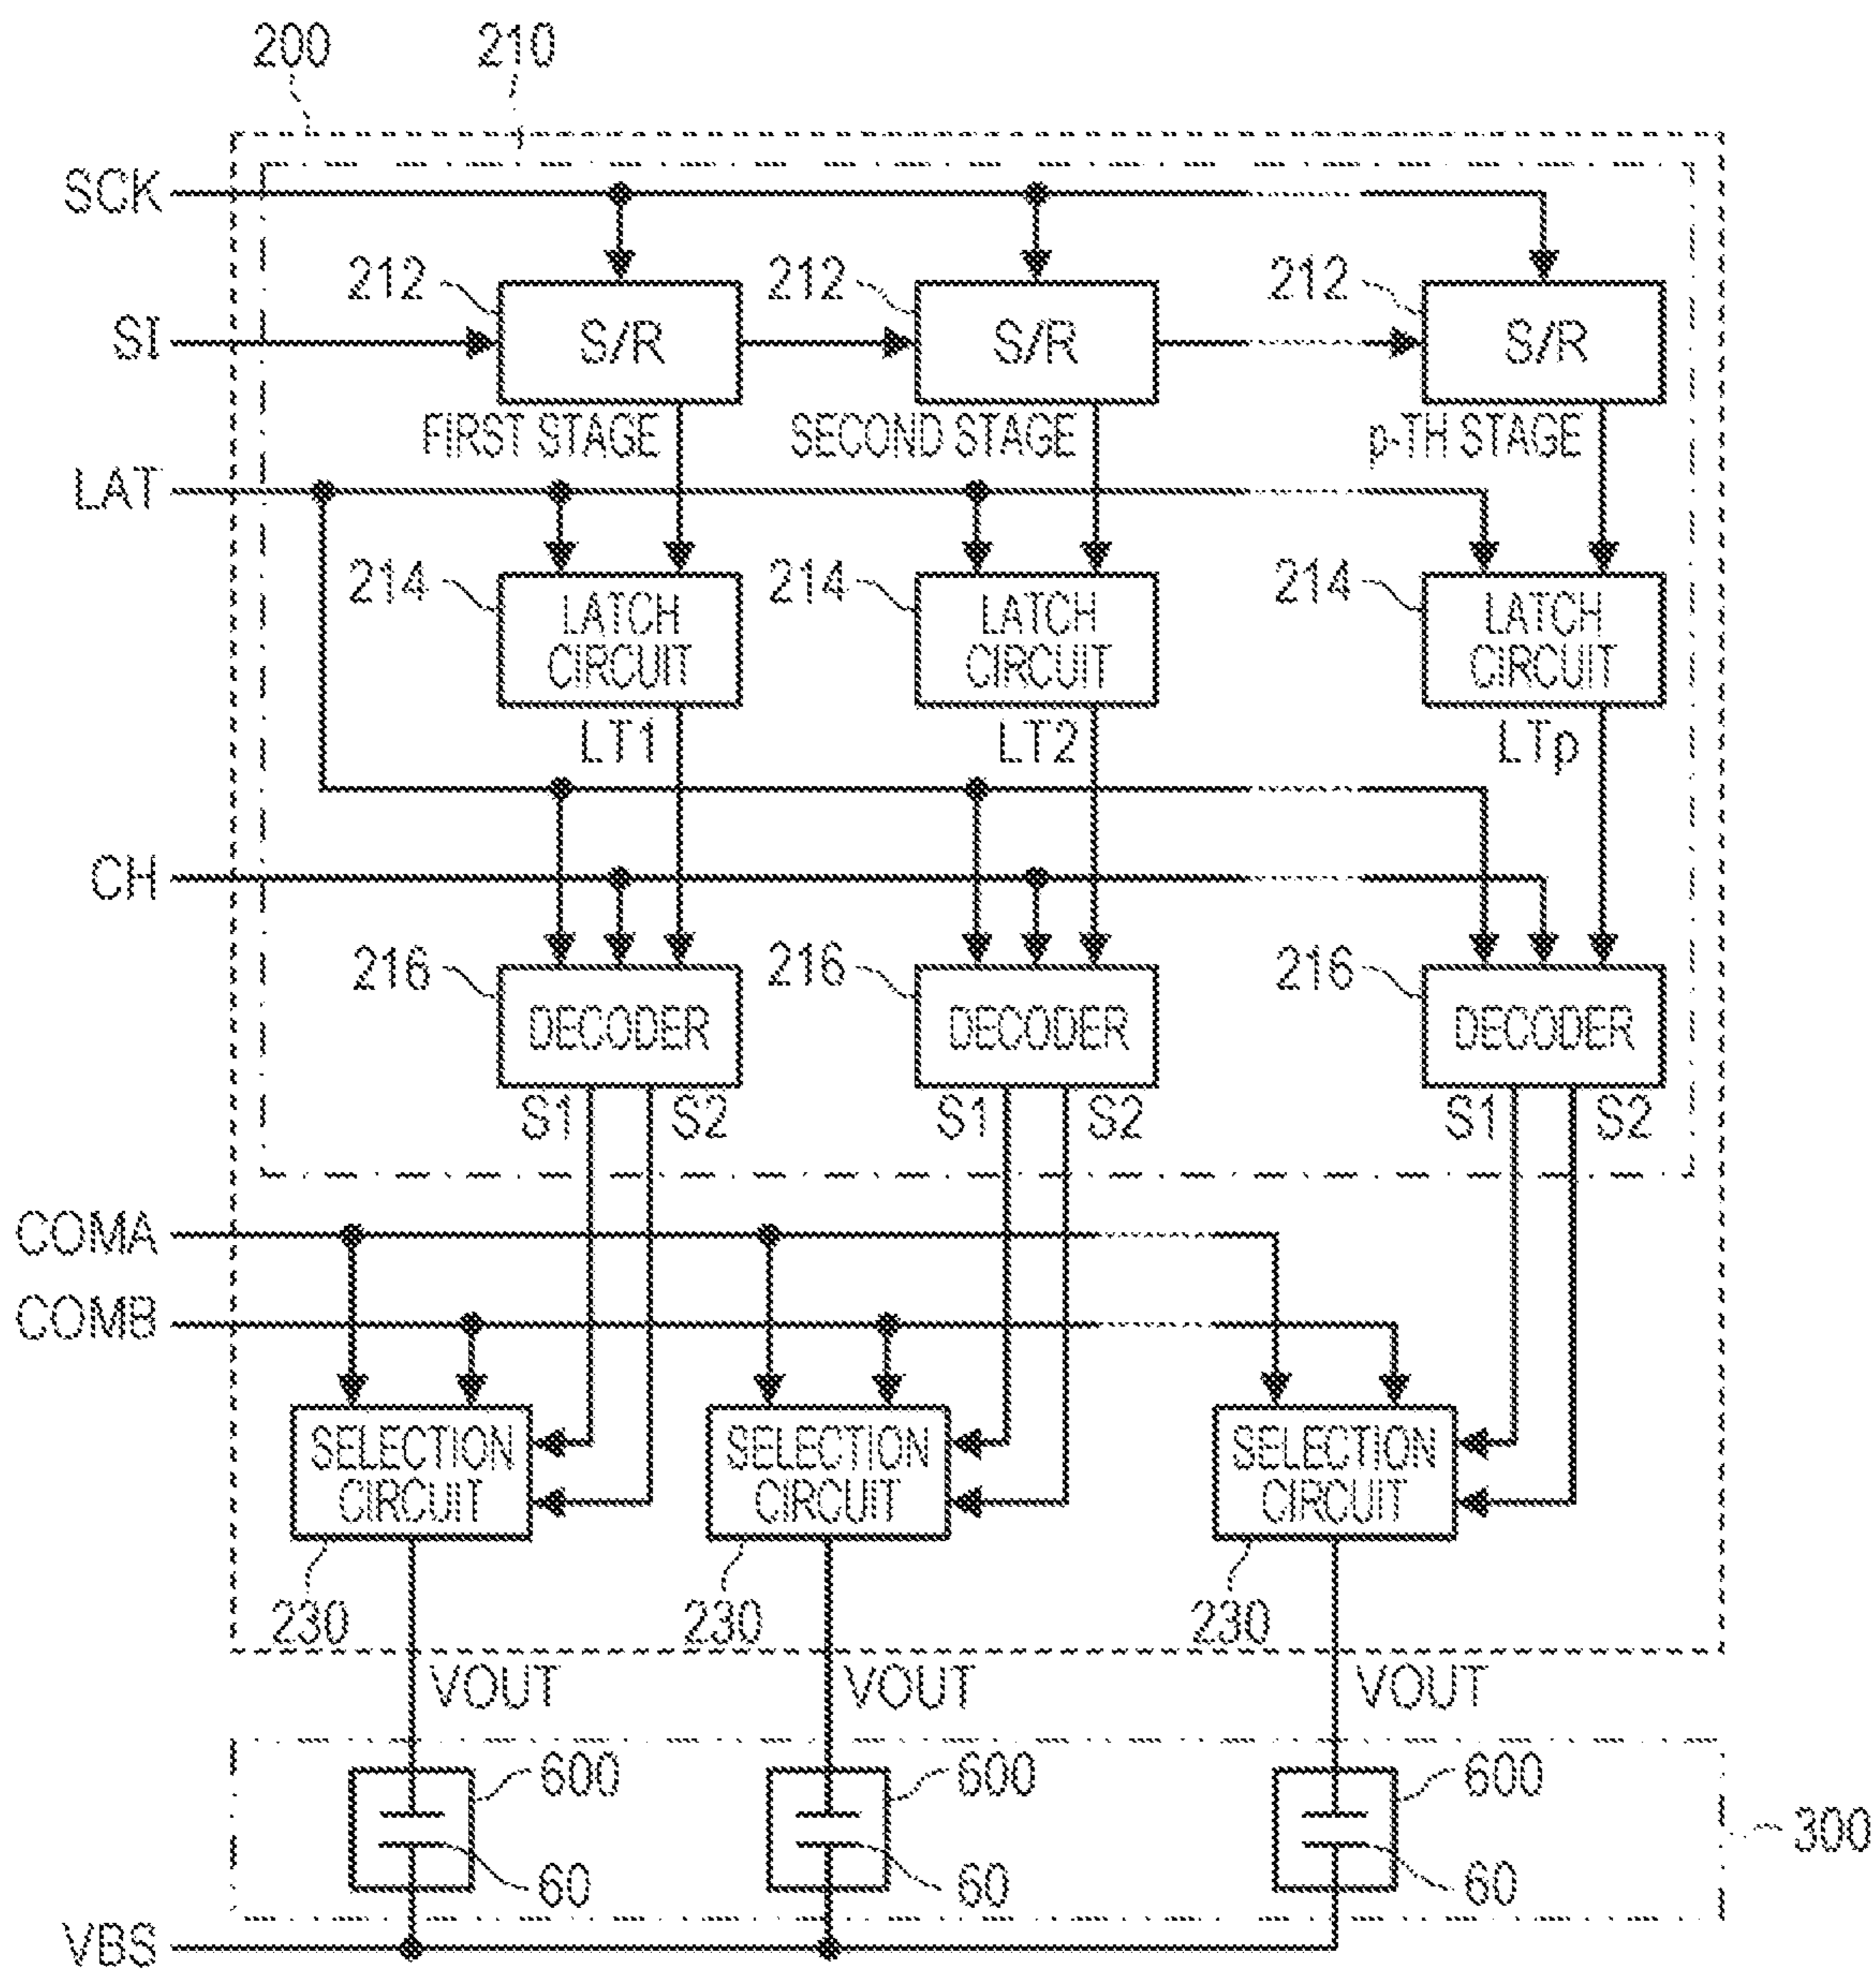 200 210
SCK
212 212 212
SI S/R S/R S/R
FIRST STAGE SECOND STAGE p-TH STAGE
LAT
214 214 214
LATCH CIRCUIT LATCH CIRCUIT LATCH CIRCUIT
LT1 LT2 LTp
CH
216 216 216
DECODER DECODER DECODER
S1 S2 S1 S2 S1 S2
COMA
COMB
SELECTION CIRCUIT SELECTION CIRCUIT SELECTION CIRCUIT
230 230 230
VOUT VOUT VOUT
600 600 600
300
60 60 60
VBS